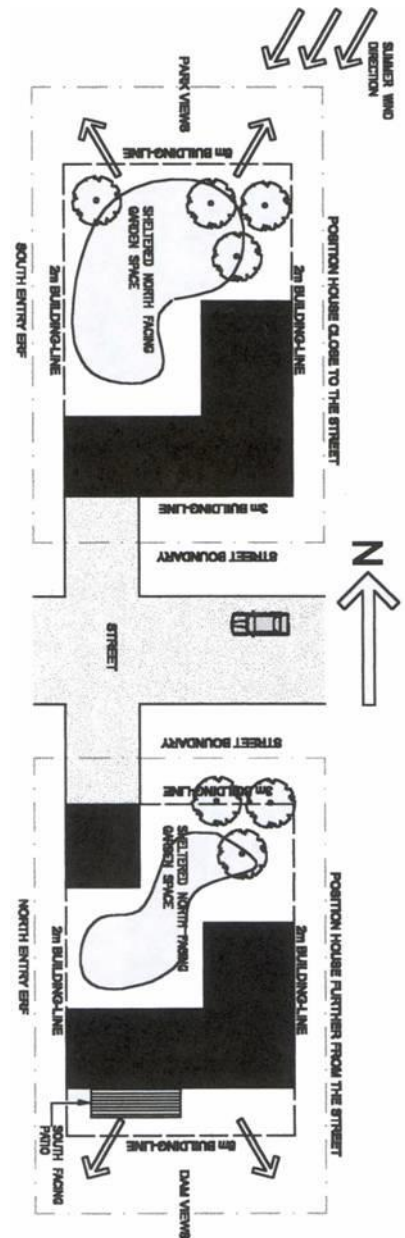 SUMMER WIND
DIRECTION
PARK VIEWS
BUILDING-LINE
POSITION HOUSE CLOSE TO THE STREET
2m BUILDING-LINE
SHELTERED NORTH FACING
GARDEN SPACE
2m BUILDING-LINE
SOUTH ENTRY ERF
3m BUILDING-LINE
STREET BOUNDARY
N
STREET
STREET BOUNDARY
3m BUILDING-LINE
POSITION HOUSE FURTHER FROM THE STREET
2m BUILDING-LINE
SHELTERED NORTH FACING
GARDEN SPACE
2m BUILDING-LINE
NORTH ENTRY ERF
SOUTH FACING
PATIO
BUILDING-LINE
DAM VIEWS